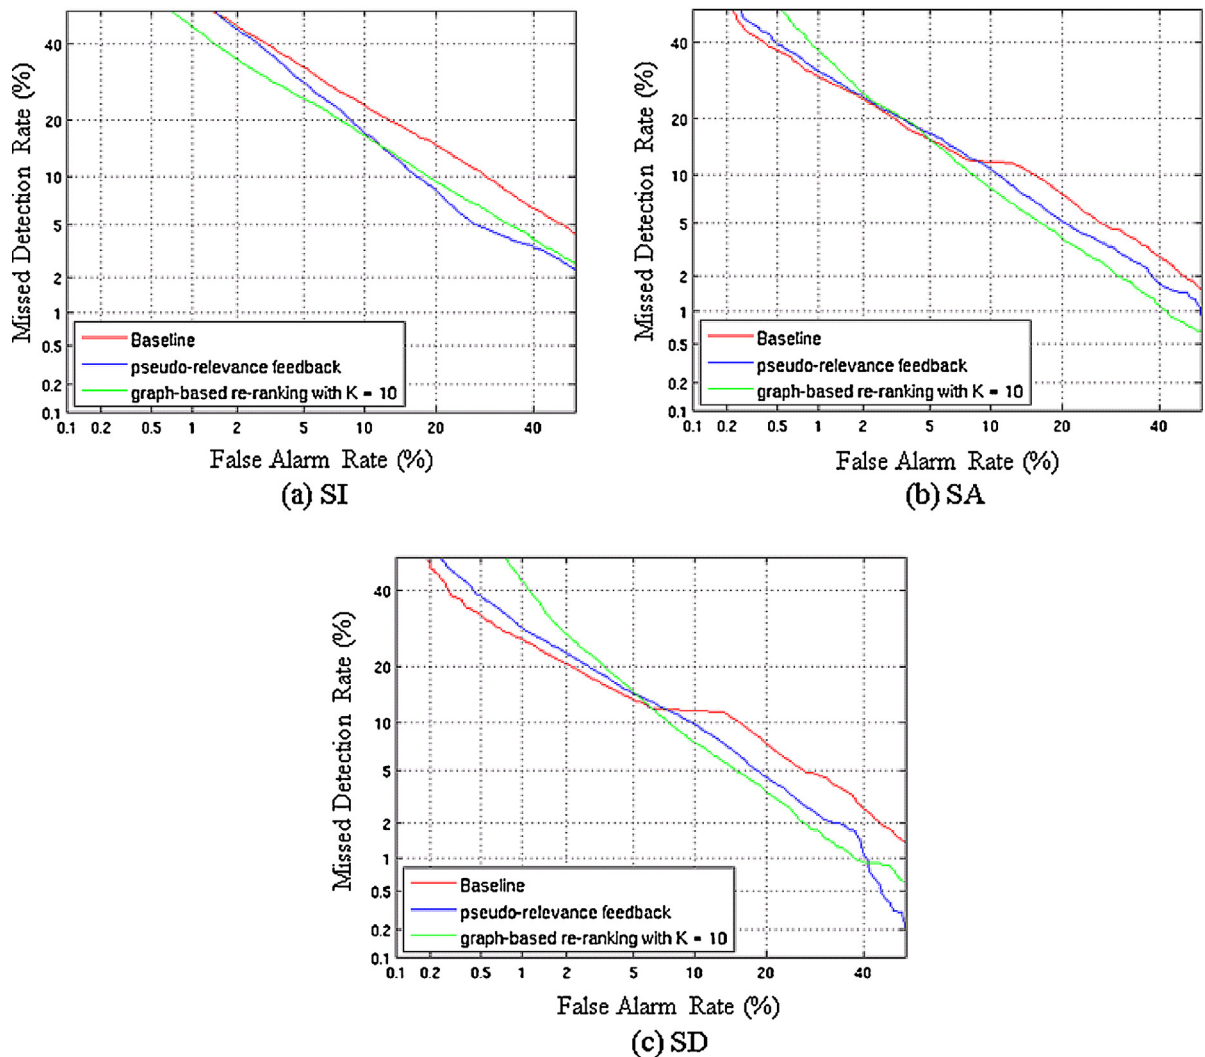 Missed Detection Rate (%)
40
20
10
5
2
1
0.5
0.2
0.1
Baseline
pseudo-relevance feedback
graph-based re-ranking with K = 10
0.1 0.2 0.5 1 2 5 10 20 40
False Alarm Rate (%)
(a) SI
Missed Detection Rate (%)
40
20
10
5
2
1
0.5
0.2
0.1
Baseline
pseudo-relevance feedback
graph-based re-ranking with K = 10
0.1 0.2 0.5 1 2 5 10 20 40
False Alarm Rate (%)
(b) SA
Missed Detection Rate (%)
40
20
10
5
2
1
0.5
0.2
0.1
Baseline
pseudo-relevance feedback
graph-based re-ranking with K = 10
0.1 0.2 0.5 1 2 5 10 20 40
False Alarm Rate (%)
(c) SD